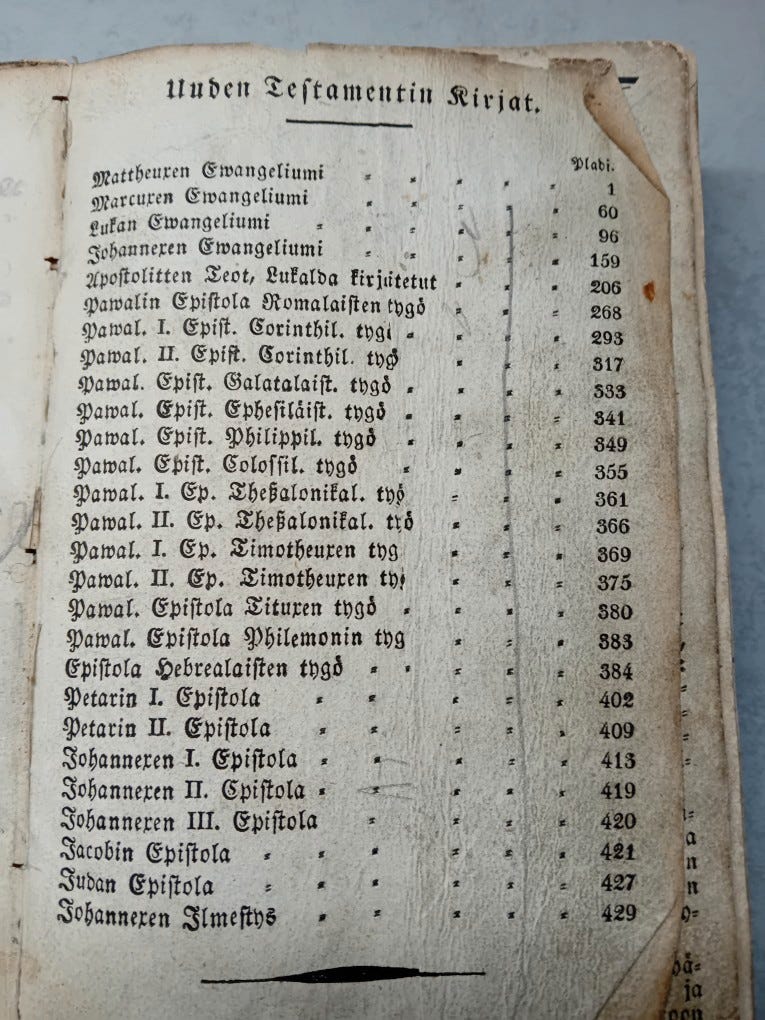 Uuden Testamentin Kirjat.
Pladi.
Mattheuxen Ewangeliumi = = = = = 1
Marcuxen Ewangeliumi = = = = = 60
Lukan Ewangeliumi = = = = = 96
Johannexen Ewangeliumi = = = = = 159
Apostolitten Teot, Lukalda kirjutetut = = = 206
Pawalin Epistola Romalaisten tygö = = = 268
Pawal. I. Epist. Corinthil. tyg = = = = 293
Pawal. II. Epist. Corinthil. tygö = = = 317
Pawal. Epist. Galatalaist. tygö = = = = 333
Pawal. Epist. Ephesiläist. tygö = = = = 341
Pawal. Epist. Philippil. tygö = = = = 349
Pawal. Epist. Colossil. tygö = = = = 355
Pawal. I. Ep. Theßalonikal. työ = = = 361
Pawal. II. Ep. Theßalonikal. työ = = = 366
Pawal. I. Ep. Timotheuxen tyg = = = 369
Pawal. II. Ep. Timotheuxen ty = = = 375
Pawal. Epistola Tituxen tygö = = = = 380
Pawal. Epistola Philemonin tyg = = = 383
Epistola Hebrealaisten tygö = = = = = 384
Petarin I. Epistola = = = = = 402
Petarin II. Epistola = = = = = 409
Johannexen I. Epistola = = = = = 413
Johannexen II. Epistola = = = = = 419
Johannexen III. Epistola = = = = 420
Jacobin Epistola = = = = = = 421
Judan Epistola = = = = = = 427
Johannexen Ilmestys = = = = = 429